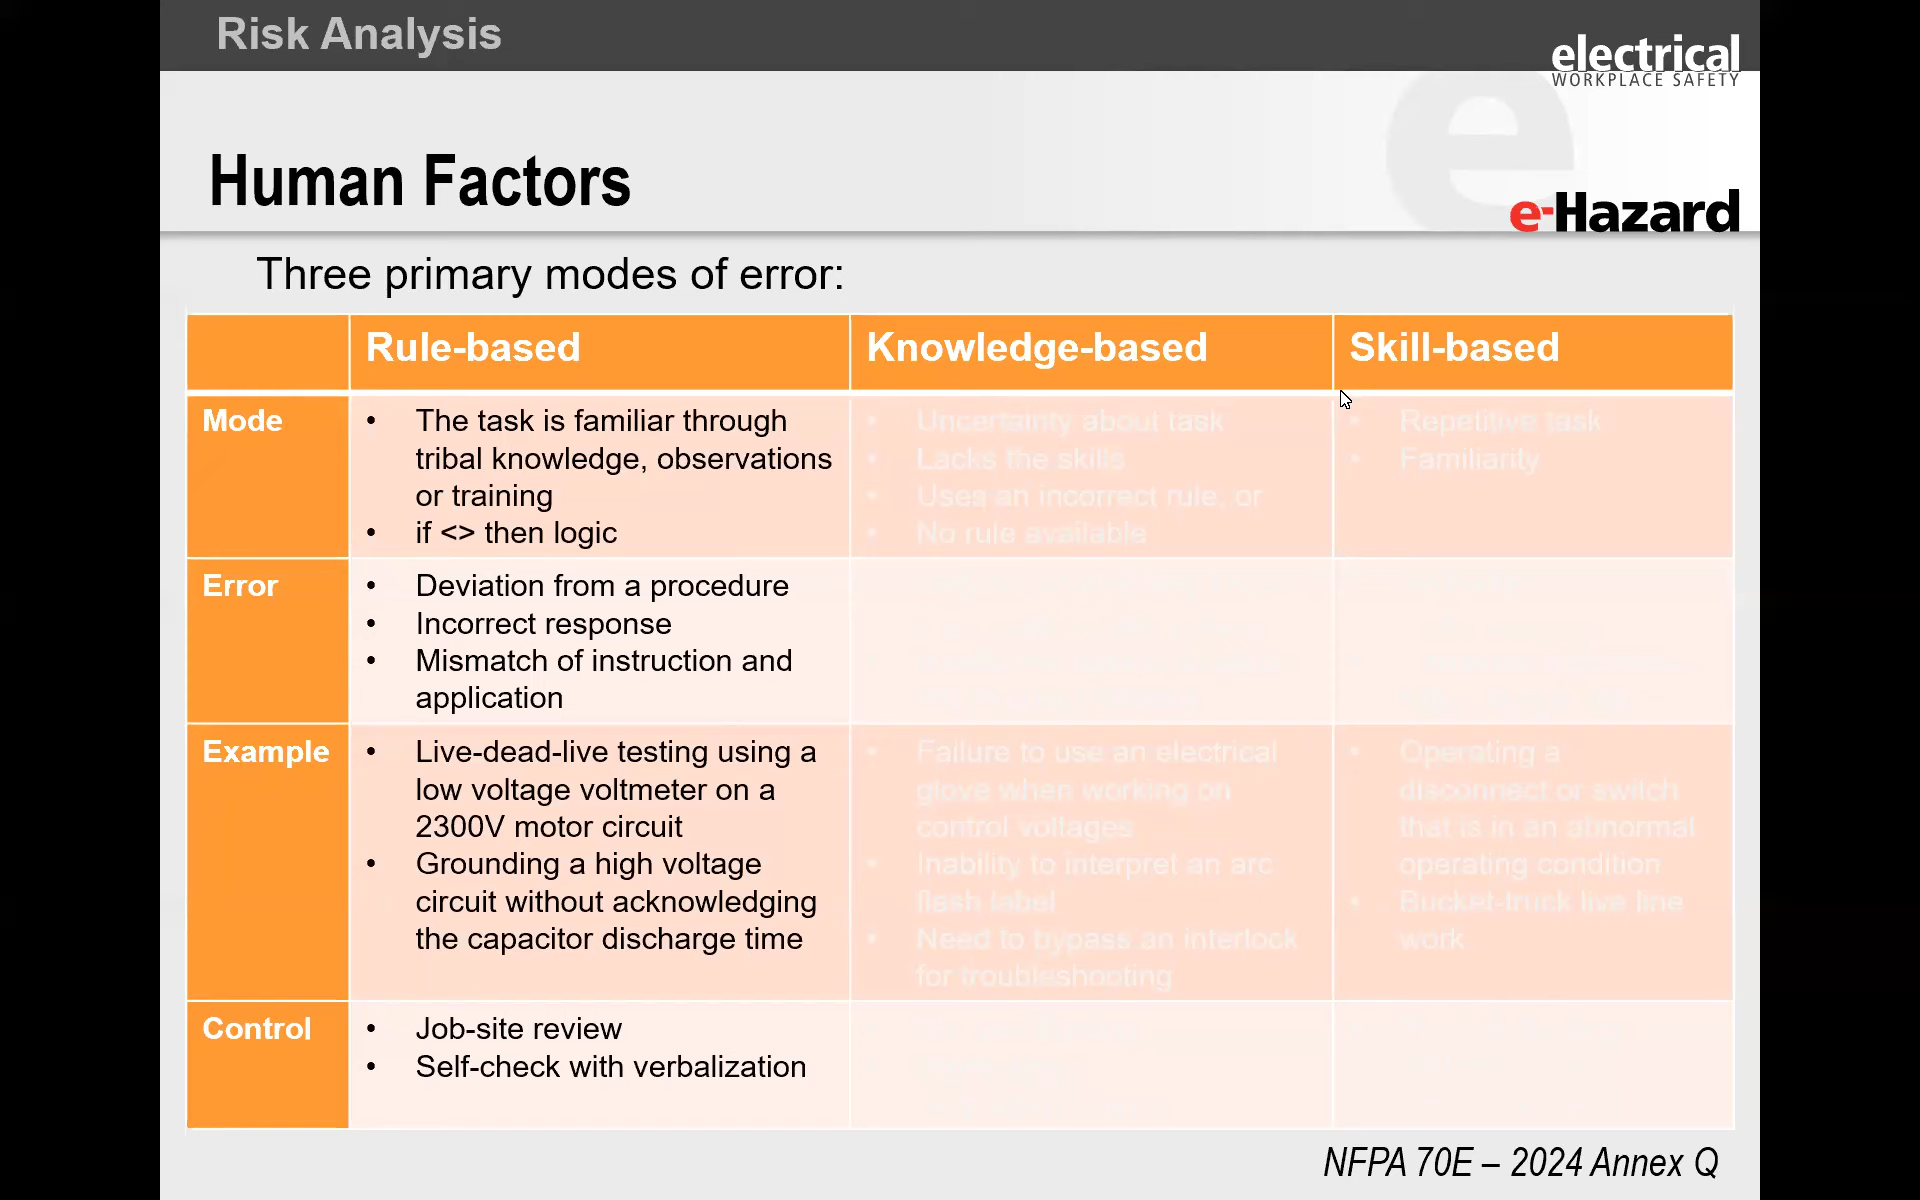 Risk Analysis
electrical
WORKPLACE SAFETY
Human Factors
e-Hazard
Three primary modes of error:
Rule-based
Knowledge-based
Skill-based
Mode
• The task is familiar through
tribal knowledge, observations
or training
• if <> then logic
• Uncertainty about task
• Lacks the skills
• Uses an incorrect rule, or
• No rule available
• Repetitive task
• Familiarity
Error
• Deviation from a procedure
• Incorrect response
• Mismatch of instruction and
application
Example
• Live-dead-live testing using a
low voltage voltmeter on a
2300V motor circuit
• Grounding a high voltage
circuit without acknowledging
the capacitor discharge time
• Failure to use an electrical
glove when working on
control voltages
• Inability to interpret an arc
flash label
• Need to bypass an interlock
for troubleshooting
• Operating a
disconnect or switch
that is in an abnormal
operating condition
• Bucket-truck live line
work
Control
• Job-site review
• Self-check with verbalization
NFPA 70E – 2024 Annex Q